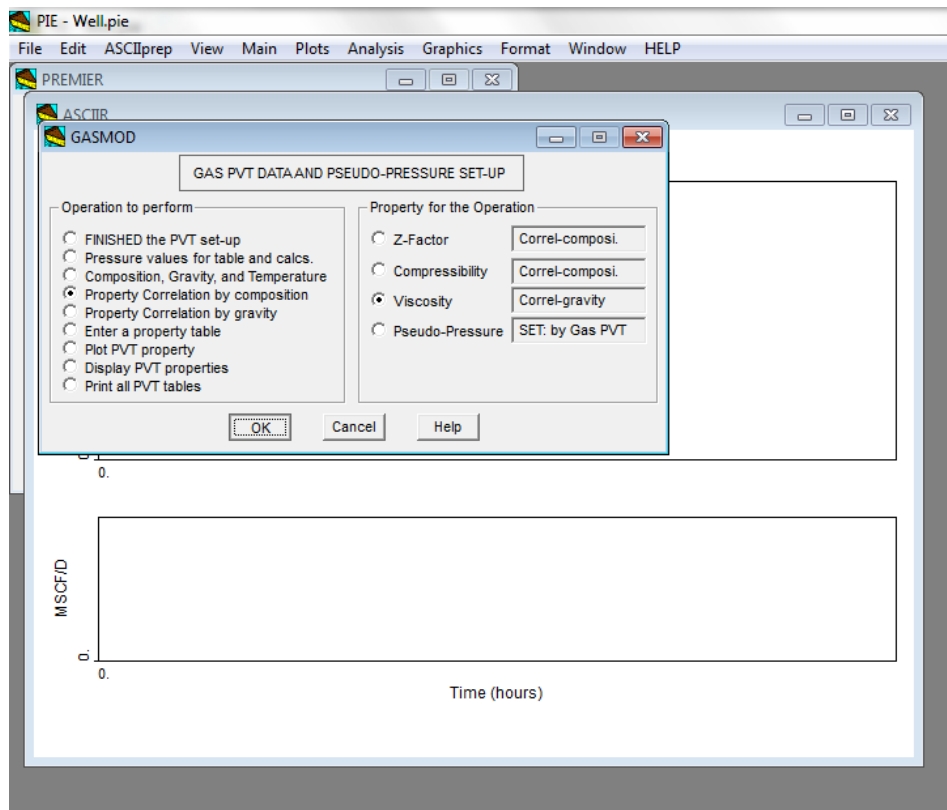 PIE - Well.pie
File Edit ASCIIprep View Main Plots Analysis Graphics Format Window HELP
PREMIER
ASCIIR
GASMOD
GAS PVT DATA AND PSEUDO-PRESSURE SET-UP
Operation to perform
FINISHED the PVT set-up
Pressure values for table and calcs.
Composition, Gravity, and Temperature
Property Correlation by composition
Property Correlation by gravity
Enter a property table
Plot PVT property
Display PVT properties
Print all PVT tables
Property for the Operation
Z-Factor Correl-composi.
Compressibility Correl-composi.
Viscosity Correl-gravity
Pseudo-Pressure SET: by Gas PVT
OK Cancel Help
0.
MSCF/D
0.
0.
Time (hours)